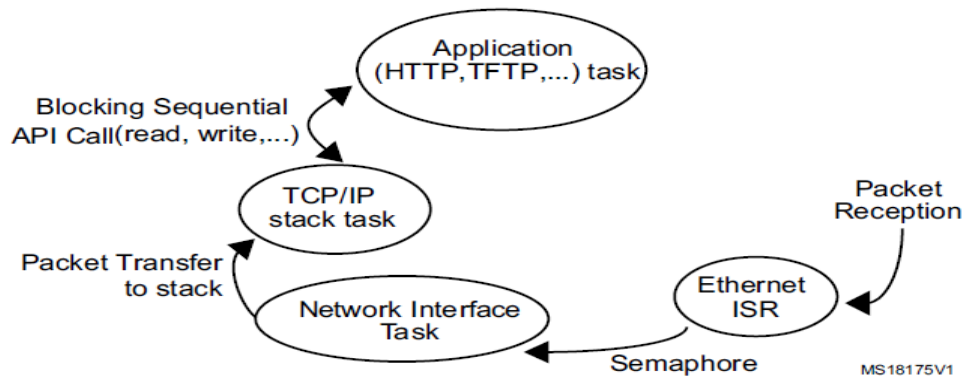 Application
(HTTP,TFTP,...) task
Blocking Sequential
API Call(read, write,...)
TCP/IP
stack task
Packet
Reception
Packet Transfer
to stack
Ethernet
ISR
Network Interface
Task
Semaphore
MS18175V1